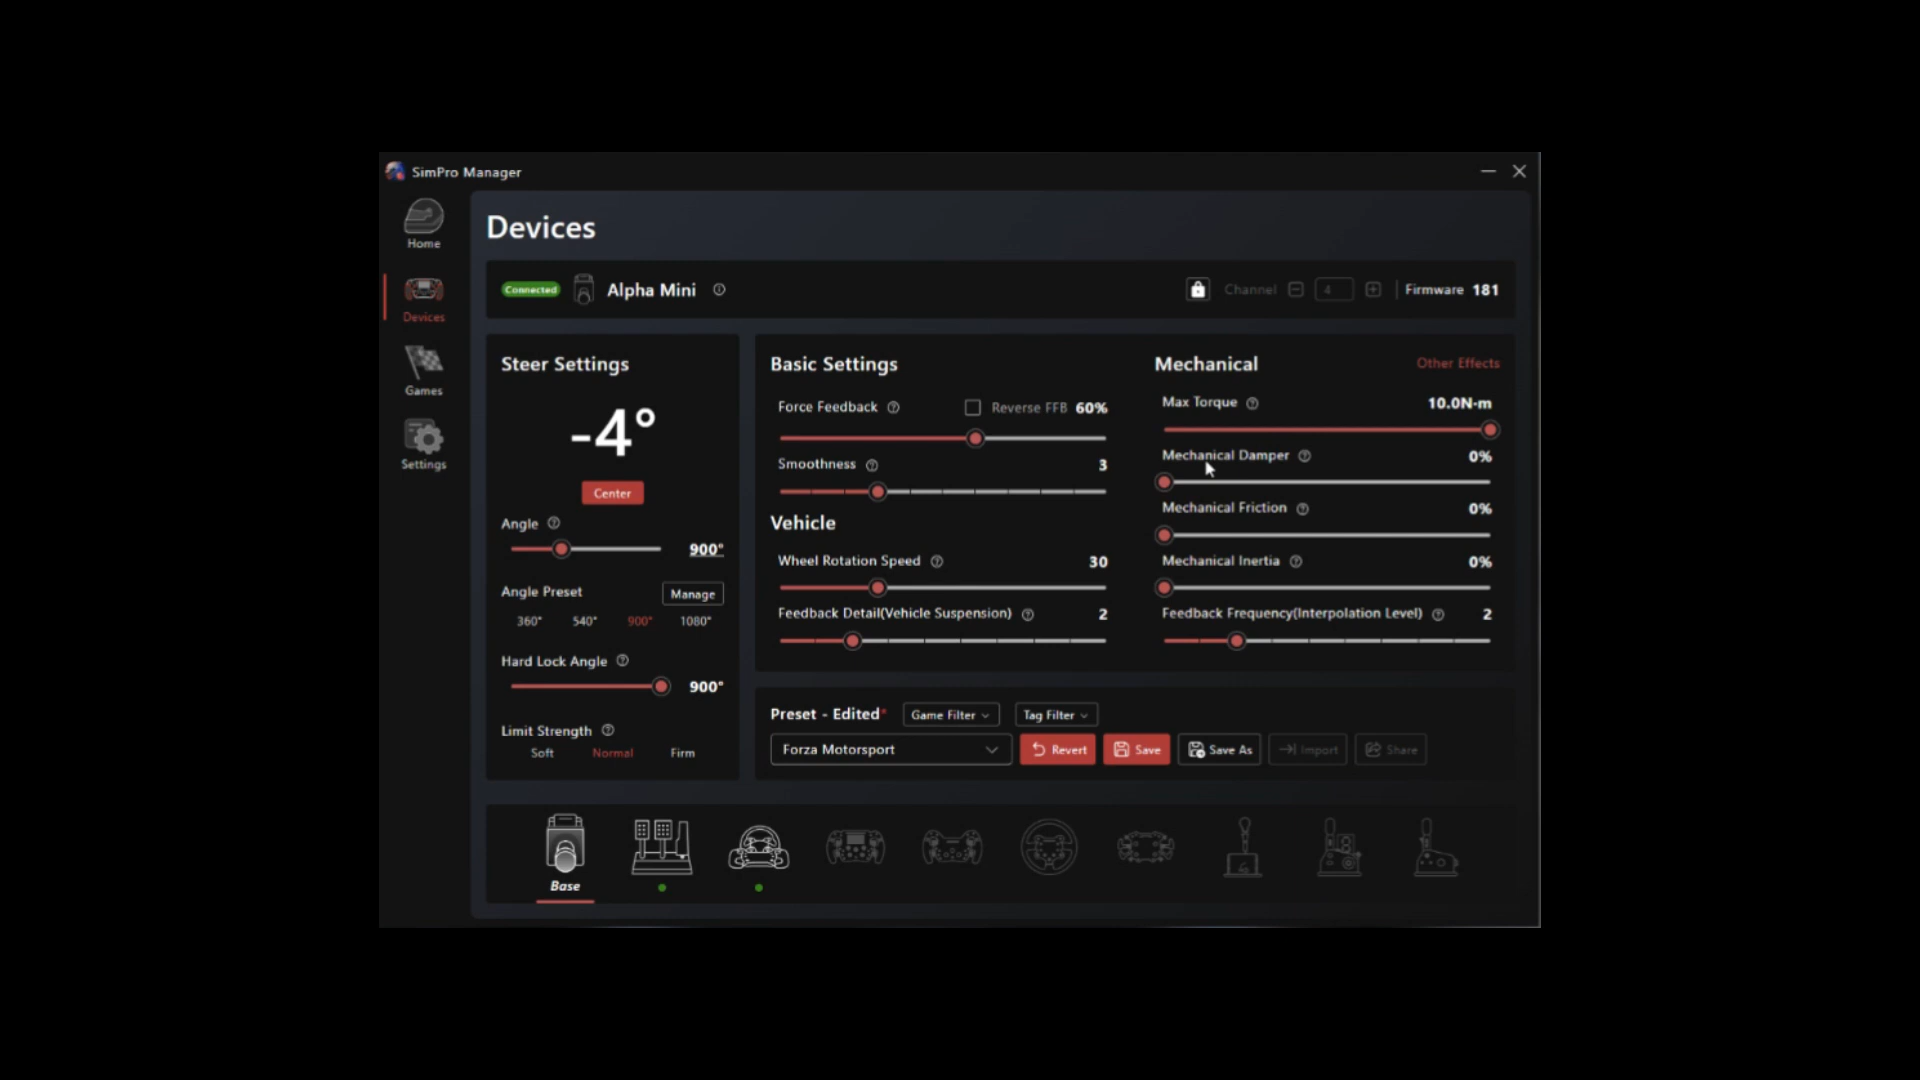 SimPro Manager
Home
Devices
Games
Settings
Devices
Connected Alpha Mini Channel 4 Firmware 181
Steer Settings
-4°
Center
Angle
900°
Angle Preset Manage
360° 540° 900° 1080°
Hard Lock Angle
900°
Limit Strength
Soft Normal Firm
Basic Settings
Force Feedback Reverse FFB 60%
Smoothness 3
Vehicle
Wheel Rotation Speed 30
Feedback Detail(Vehicle Suspension) 2
Mechanical Other Effects
Max Torque 10.0N·m
Mechanical Damper 0%
Mechanical Friction 0%
Mechanical Inertia 0%
Feedback Frequency(Interpolation Level) 2
Preset - Edited* Game Filter Tag Filter
Forza Motorsport Revert Save Save As Import Share
Base